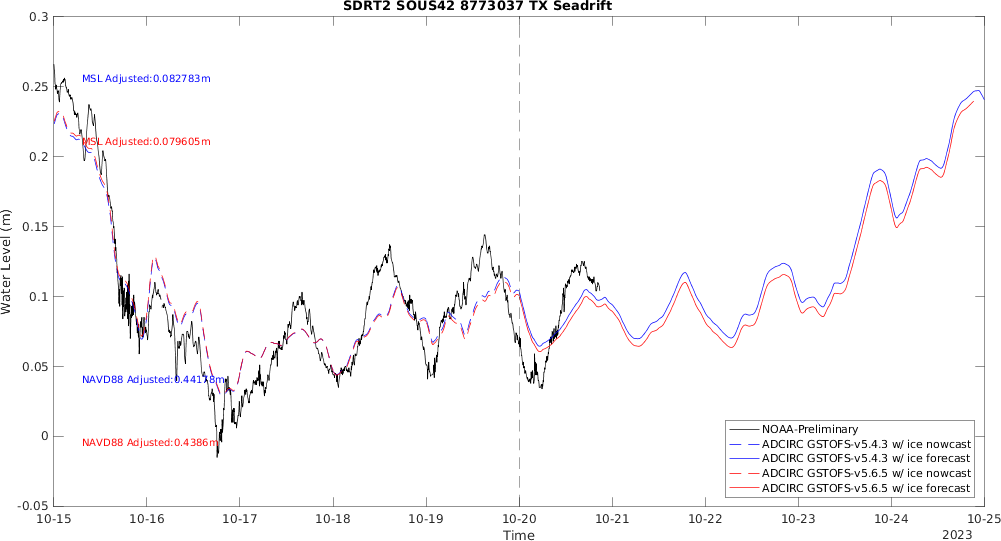 SDRT2 SOUS42 8773037 TX Seadrift
0.3
0.25
0.2
0.15
0.1
0.05
0
-0.05
Water Level (m)
MSL Adjusted:0.082783m
MSL Adjusted:0.079605m
NAVD88 Adjusted:0.44178m
NAVD88 Adjusted:0.4386m
NOAA-Preliminary
ADCIRC GSTOFS-v5.4.3 w/ ice nowcast
ADCIRC GSTOFS-v5.4.3 w/ ice forecast
ADCIRC GSTOFS-v5.6.5 w/ ice nowcast
ADCIRC GSTOFS-v5.6.5 w/ ice forecast
10-15 10-16 10-17 10-18 10-19 10-20 10-21 10-22 10-23 10-24 10-25
Time
2023